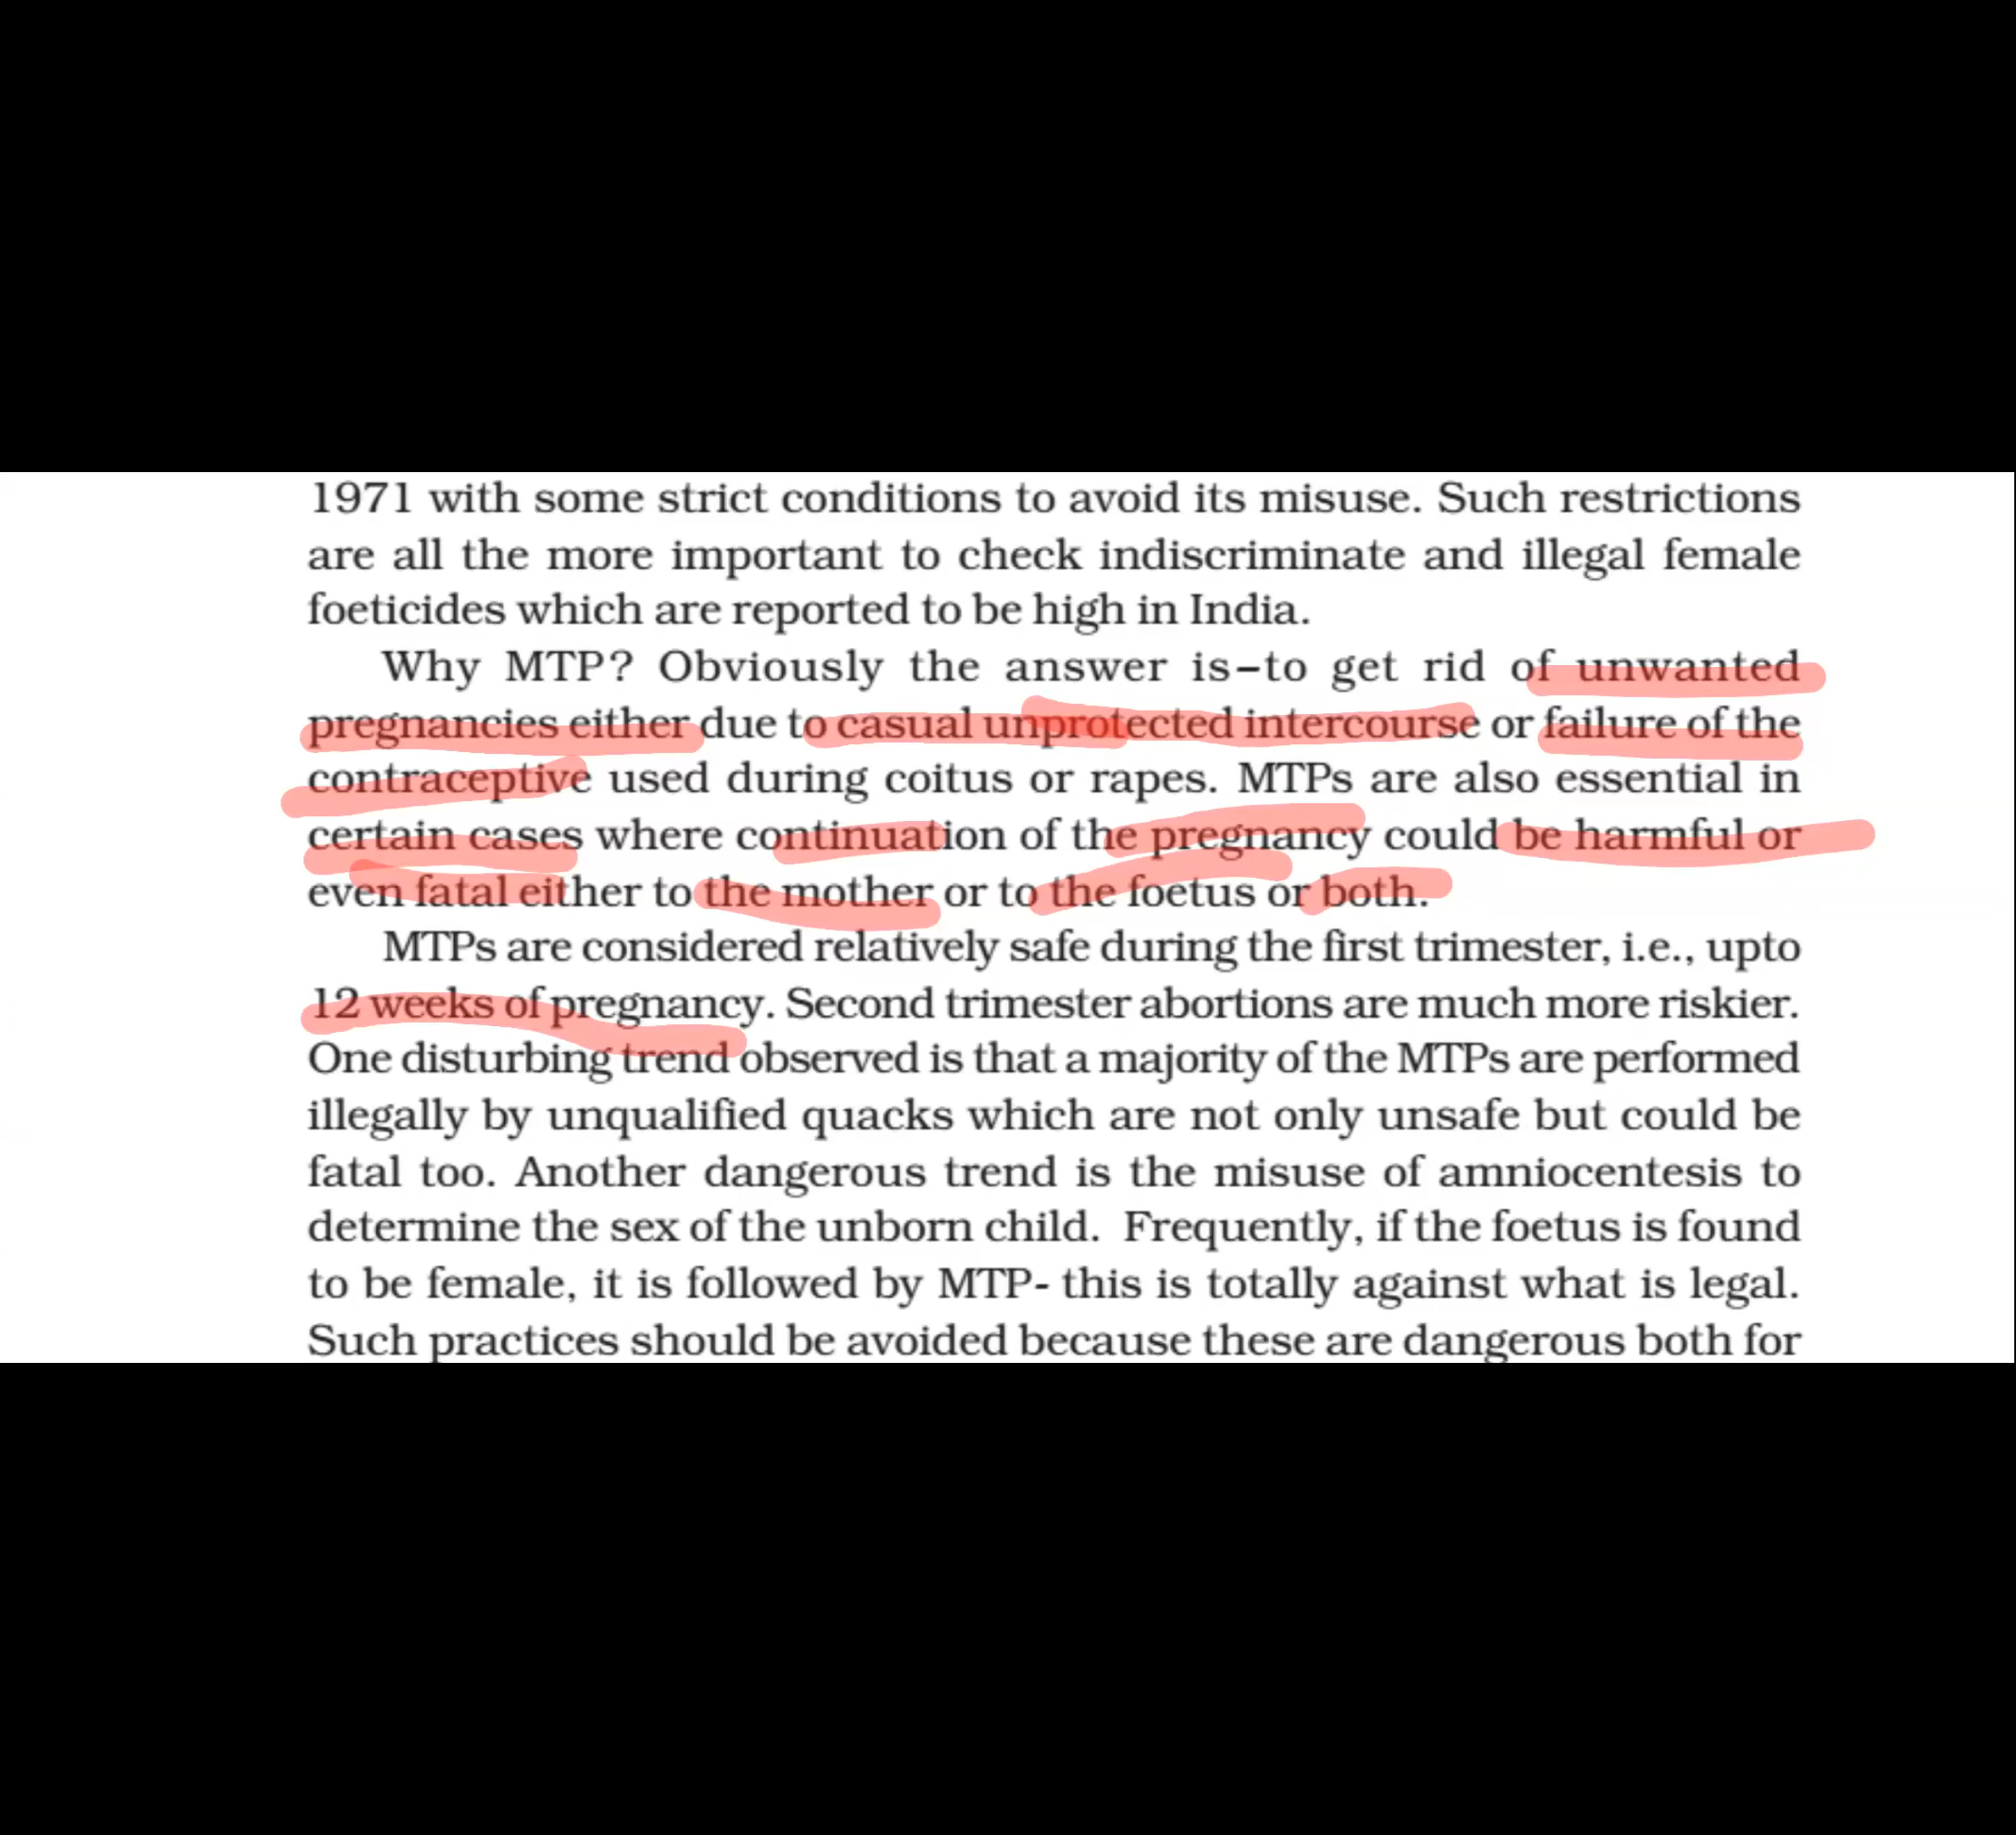 1971 with some strict conditions to avoid its misuse. Such restrictions
are all the more important to check indiscriminate and illegal female
foeticides which are reported to be high in India.
Why MTP? Obviously the answer is–to get rid of unwanted
pregnancies either due to casual unprotected intercourse or failure of the
contraceptive used during coitus or rapes. MTPs are also essential in
certain cases where continuation of the pregnancy could be harmful or
even fatal either to the mother or to the foetus or both.
MTPs are considered relatively safe during the first trimester, i.e., upto
12 weeks of pregnancy. Second trimester abortions are much more riskier.
One disturbing trend observed is that a majority of the MTPs are performed
illegally by unqualified quacks which are not only unsafe but could be
fatal too. Another dangerous trend is the misuse of amniocentesis to
determine the sex of the unborn child. Frequently, if the foetus is found
to be female, it is followed by MTP- this is totally against what is legal.
Such practices should be avoided because these are dangerous both for